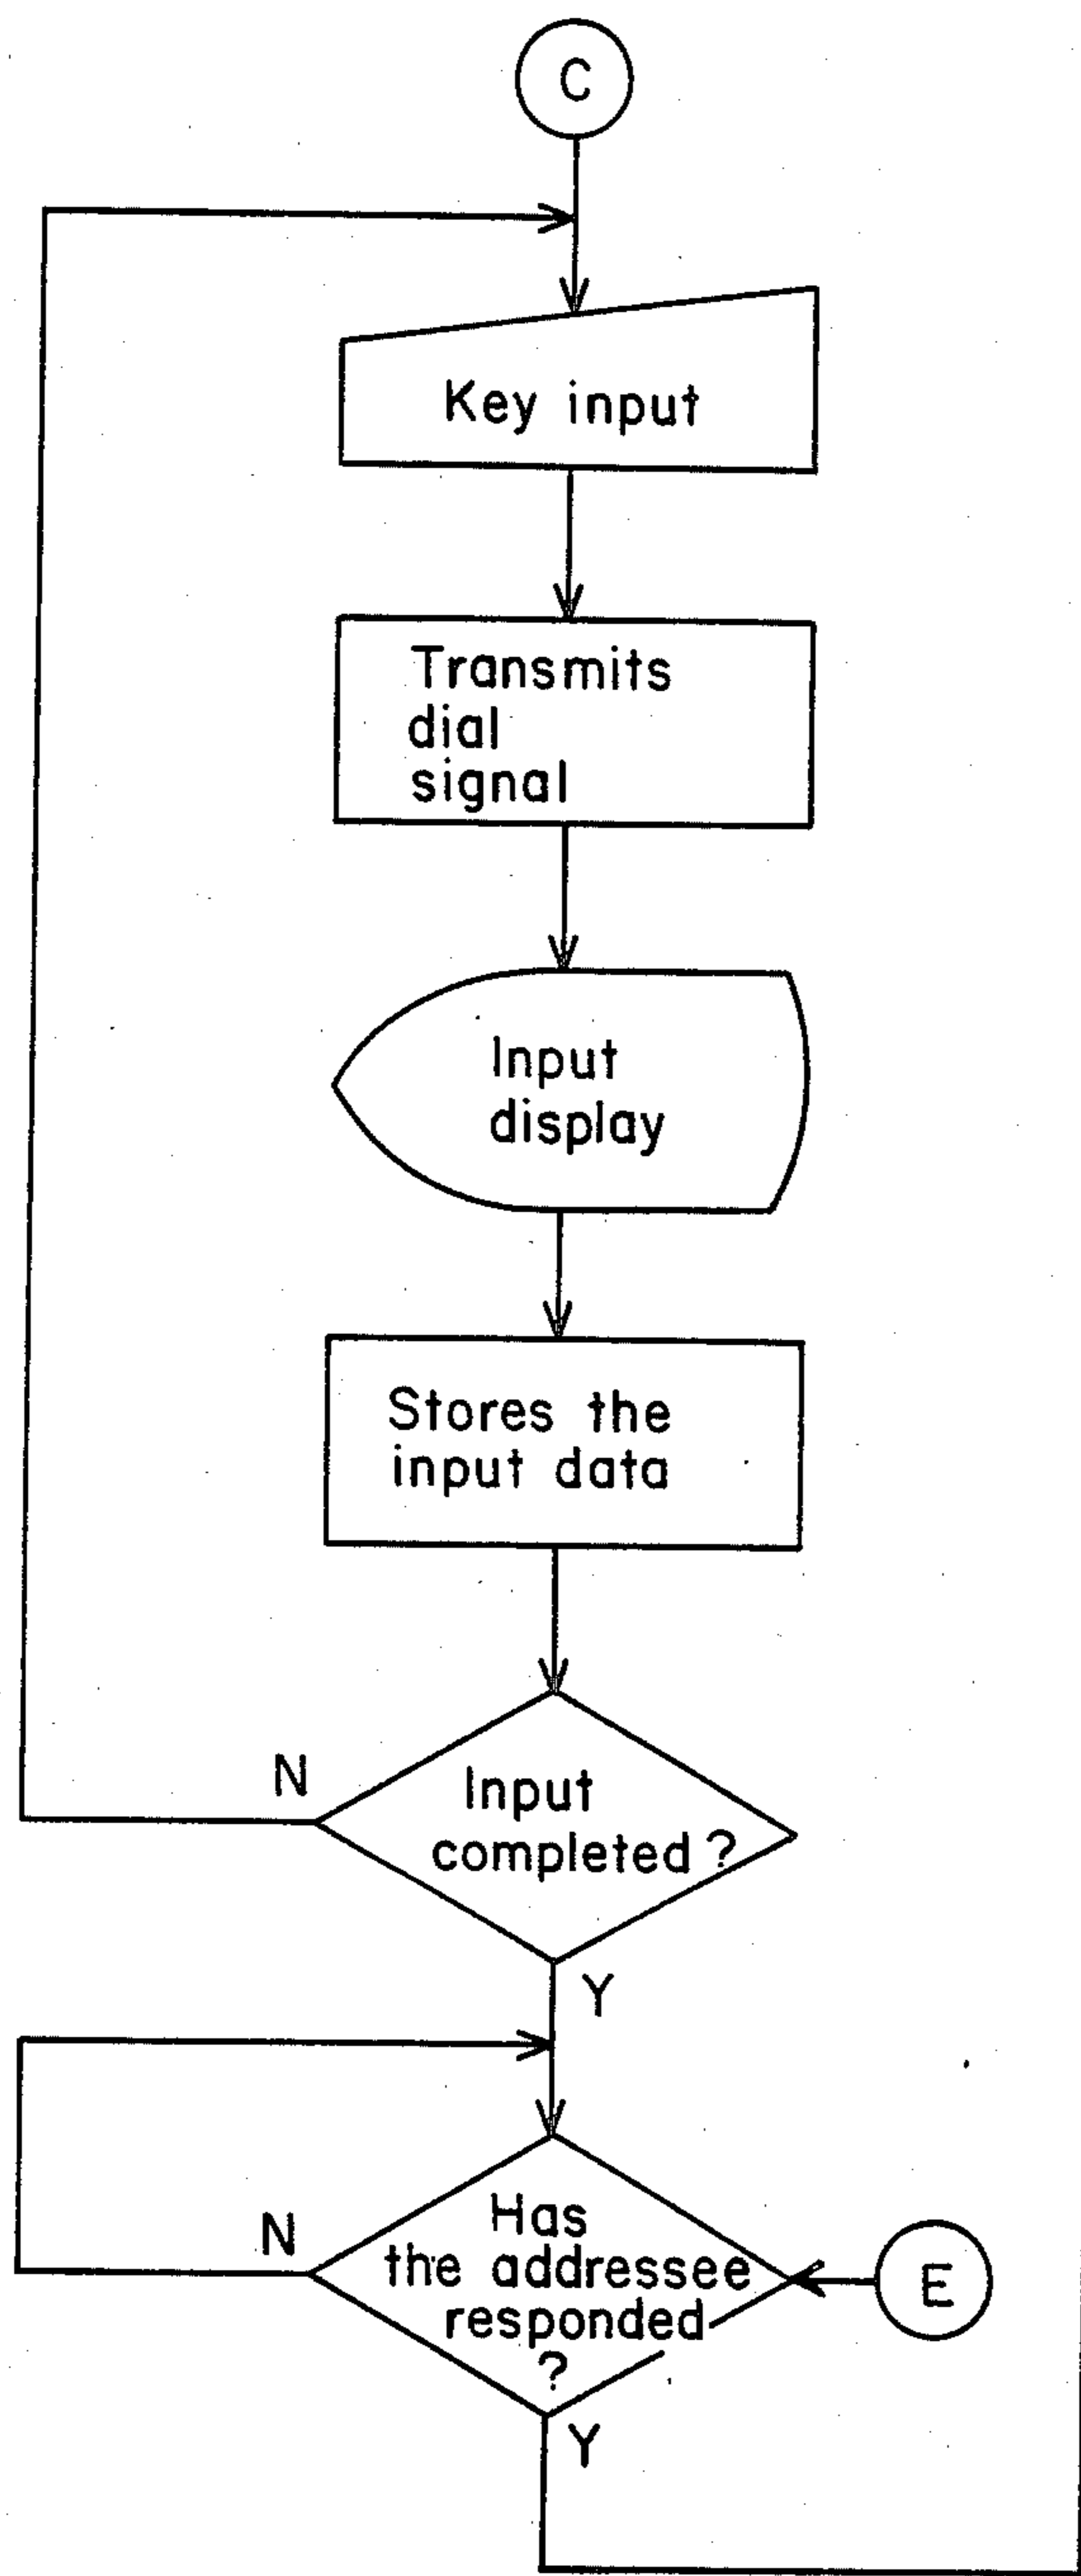 C
Key input
Transmits
dial
signal
Input
display
Stores the
input data
N
Input
completed?
Y
N
Has
the addressee
responded
?
E
Y